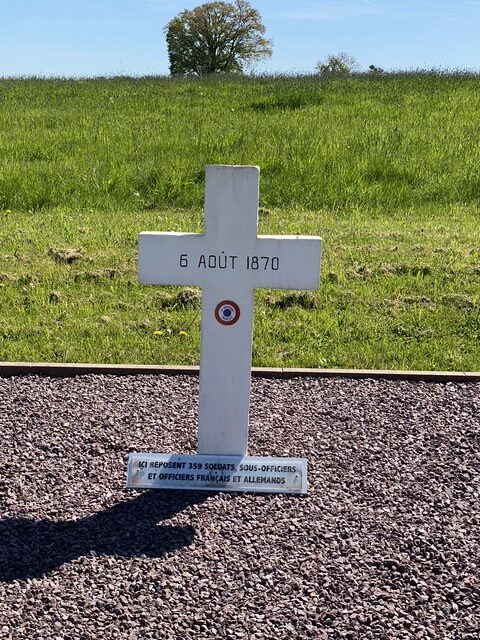 6 AOÛT 1870
ICI REPOSENT 359 SOLDATS, SOUS-OFFICIERS
ET OFFICIERS FRANÇAIS ET ALLEMANDS